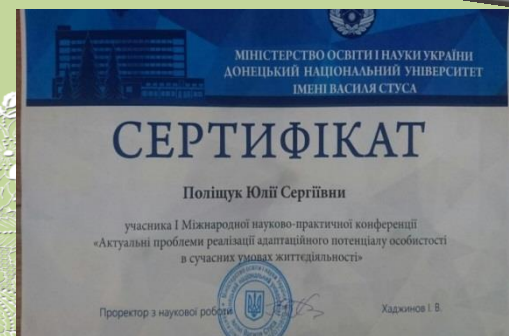 МІНІСТЕРСТВО ОСВІТИ І НАУКИ УКРАЇНИ
ДОНЕЦЬКИЙ НАЦІОНАЛЬНИЙ УНІВЕРСИТЕТ
ІМЕНІ ВАСИЛЯ СТУСА
СЕРТИФІКАТ
Поліщук Юлії Сергіївни
учасника І Міжнародної науково-практичної конференції
«Актуальні проблеми реалізації адаптаційного потенціалу особистості
в сучасних умовах життєдіяльності»
Проректор з наукової роботи
Хаджинов І. В.